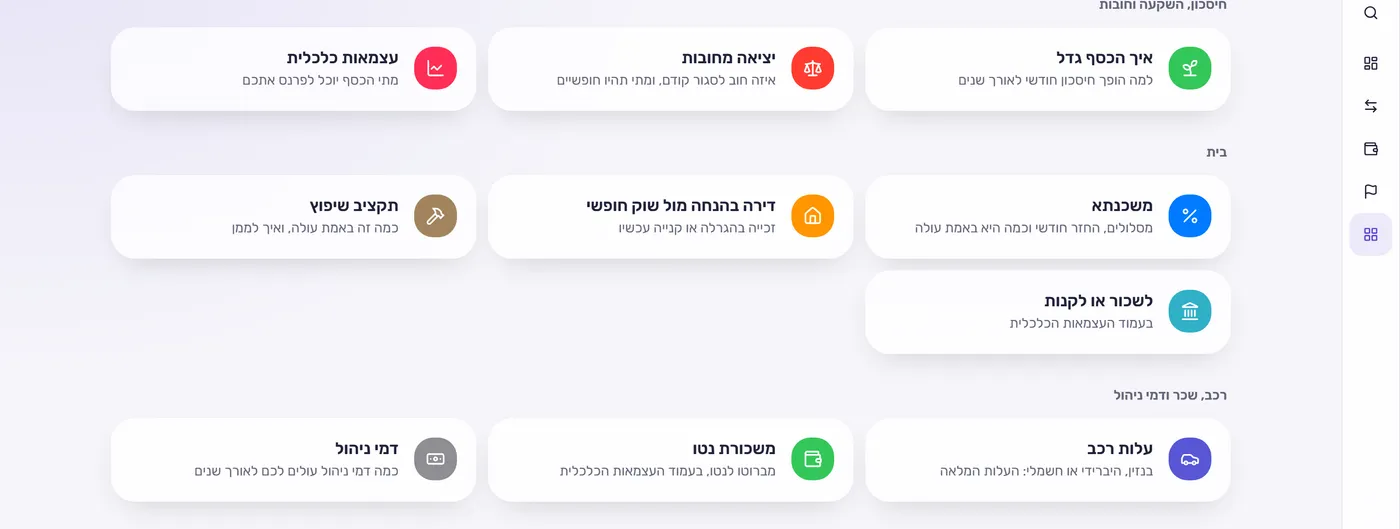 חיסכון, השקעה וחובות
איך הכסף גדל
למה הופך חיסכון חודשי לאורך שנים
יציאה מחובות
איזה חוב לסגור קודם, ומתי תהיו חופשיים
עצמאות כלכלית
מתי הכסף יוכל לפרנס אתכם
בית
משכנתא
מסלולים, החזר חודשי וכמה היא באמת עולה
דירה בהנחה מול שוק חופשי
זכייה בהגרלה או קנייה עכשיו
תקציב שיפוץ
כמה זה באמת עולה, ואיך לממן
לשכור או לקנות
בעמוד העצמאות הכלכלית
רכב, שכר ודמי ניהול
עלות רכב
בנזין, היברידי או חשמלי: העלות המלאה
משכורת נטו
מברוטו לנטו, בעמוד העצמאות הכלכלית
דמי ניהול
כמה דמי ניהול עולים לכם לאורך שנים